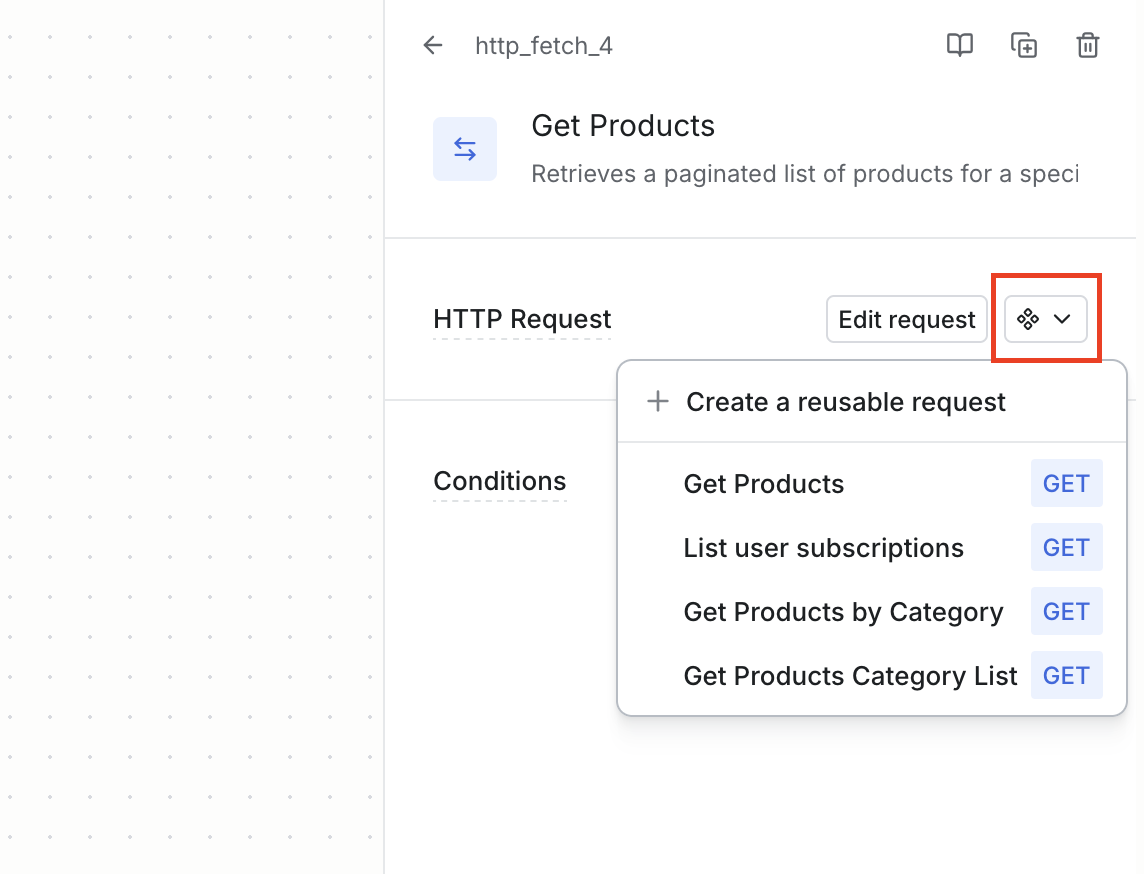 http_fetch_4
Get Products
Retrieves a paginated list of products for a speci
HTTP Request
Edit request
Create a reusable request
Conditions
Get Products GET
List user subscriptions GET
Get Products by Category GET
Get Products Category List GET